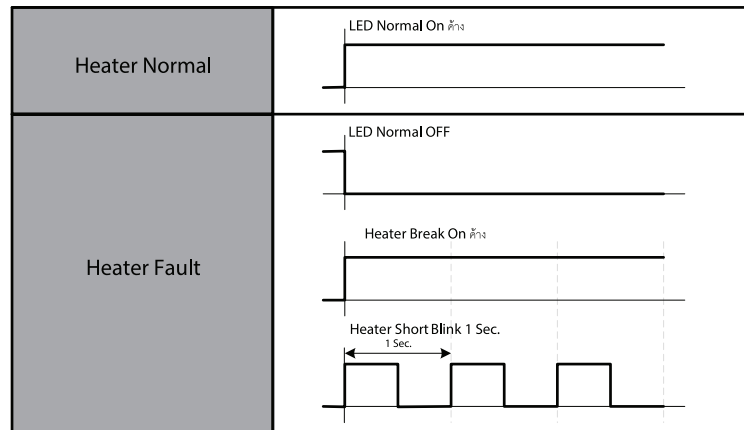 Heater Normal
LED Normal On ค้าง
Heater Fault
LED Normal OFF
Heater Break On ค้าง
Heater Short Blink 1 Sec.
1 Sec.